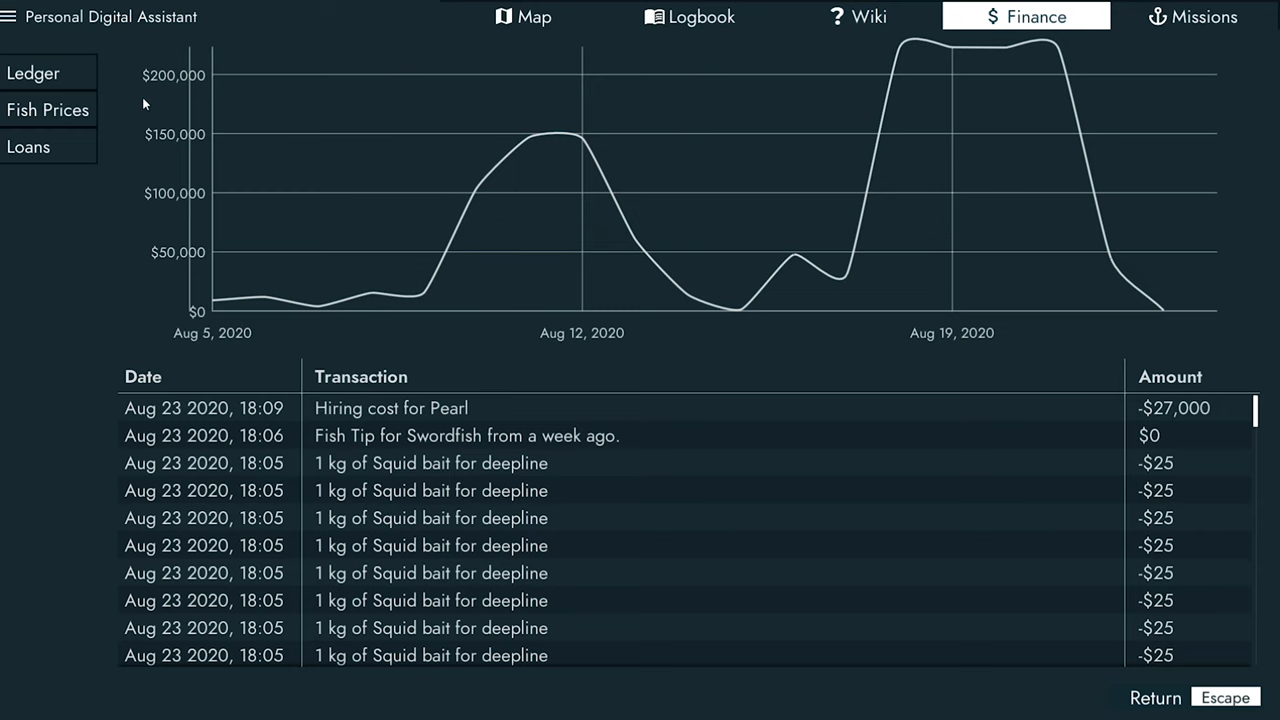 Personal Digital Assistant
Map
Logbook
? Wiki
$ Finance
Missions
Ledger
Fish Prices
Loans
$200,000
$150,000
$100,000
$50,000
$0
Aug 5, 2020 Aug 12, 2020 Aug 19, 2020
Date Transaction Amount
Aug 23 2020, 18:09 Hiring cost for Pearl -$27,000
Aug 23 2020, 18:06 Fish Tip for Swordfish from a week ago. $0
Aug 23 2020, 18:05 1 kg of Squid bait for deepline -$25
Aug 23 2020, 18:05 1 kg of Squid bait for deepline -$25
Aug 23 2020, 18:05 1 kg of Squid bait for deepline -$25
Aug 23 2020, 18:05 1 kg of Squid bait for deepline -$25
Aug 23 2020, 18:05 1 kg of Squid bait for deepline -$25
Aug 23 2020, 18:05 1 kg of Squid bait for deepline -$25
Aug 23 2020, 18:05 1 kg of Squid bait for deepline -$25
Aug 23 2020, 18:05 1 kg of Squid bait for deepline -$25
Return Escape